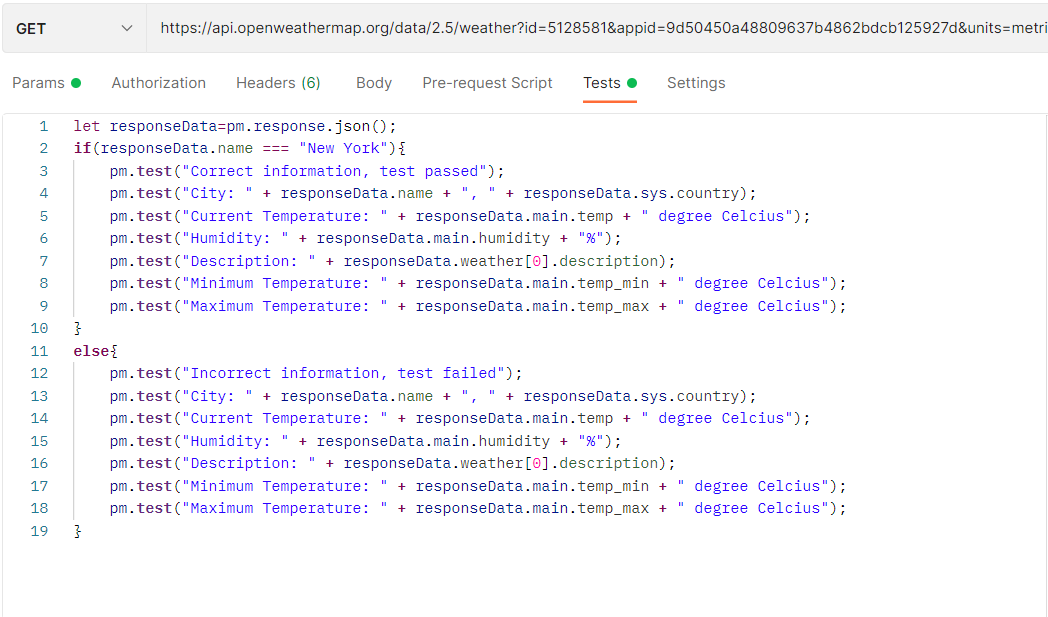 GET https://api.openweathermap.org/data/2.5/weather?id=5128581&appid=9d50450a48809637b4862bdcb125927d&units=metri
Params Authorization Headers (6) Body Pre-request Script Tests Settings
1 let responseData=pm.response.json();
2 if(responseData.name === "New York"){
3 pm.test("Correct information, test passed");
4 pm.test("City: " + responseData.name + ", " + responseData.sys.country);
5 pm.test("Current Temperature: " + responseData.main.temp + " degree Celcius");
6 pm.test("Humidity: " + responseData.main.humidity + "%");
7 pm.test("Description: " + responseData.weather[0].description);
8 pm.test("Minimum Temperature: " + responseData.main.temp_min + " degree Celcius");
9 pm.test("Maximum Temperature: " + responseData.main.temp_max + " degree Celcius");
10 }
11 else{
12 pm.test("Incorrect information, test failed");
13 pm.test("City: " + responseData.name + ", " + responseData.sys.country);
14 pm.test("Current Temperature: " + responseData.main.temp + " degree Celcius");
15 pm.test("Humidity: " + responseData.main.humidity + "%");
16 pm.test("Description: " + responseData.weather[0].description);
17 pm.test("Minimum Temperature: " + responseData.main.temp_min + " degree Celcius");
18 pm.test("Maximum Temperature: " + responseData.main.temp_max + " degree Celcius");
19 }